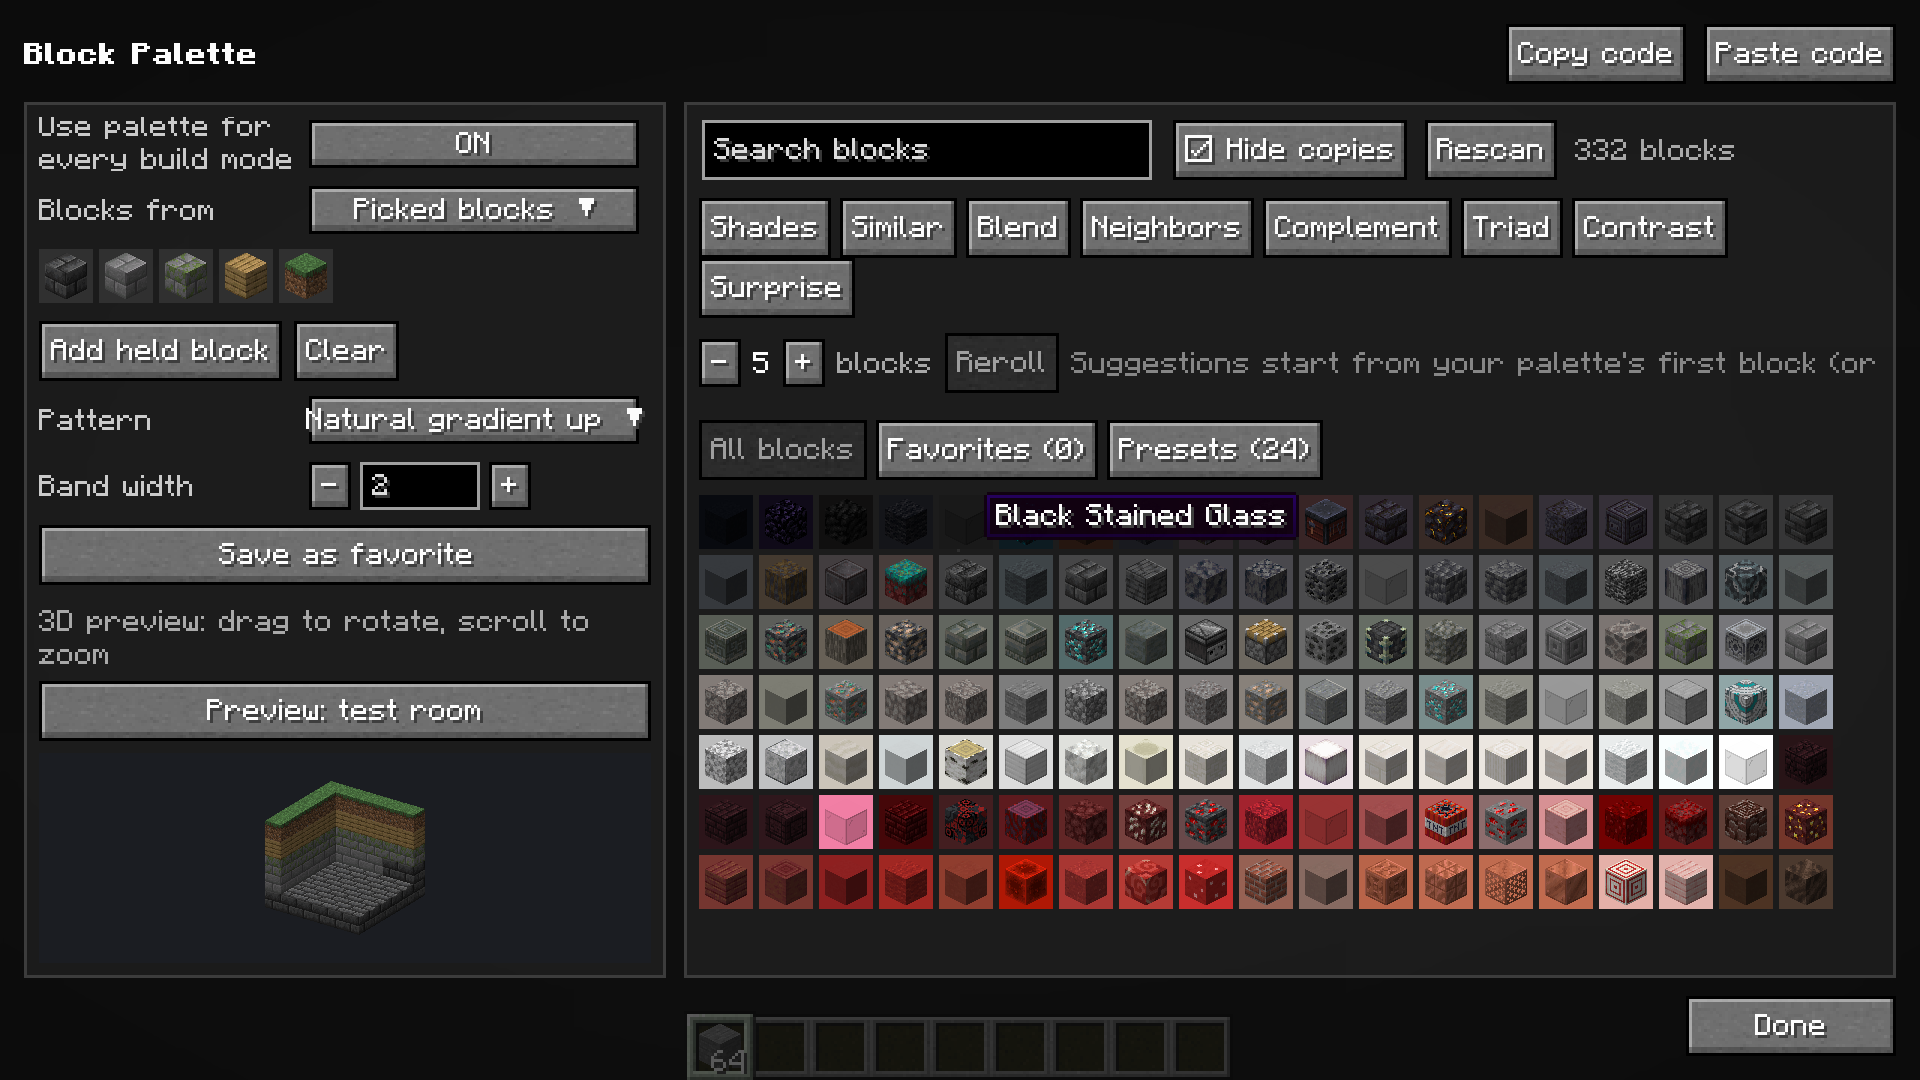 Block Palette
Copy code
Paste code
Use palette for
every build mode
ON
Blocks from
Picked blocks ▼
Add held block
Clear
Pattern
Natural gradient up ▼
Band width
- 2 +
Save as favorite
3D preview: drag to rotate, scroll to
zoom
Preview: test room
Search blocks
Hide copies
Rescan
332 blocks
Shades
Similar
Blend
Neighbors
Complement
Triad
Contrast
Surprise
- 5 + blocks
Reroll
Suggestions start from your palette's first block (or
All blocks
Favorites (0)
Presets (24)
Black Stained Glass
TNT TNT
64
Done